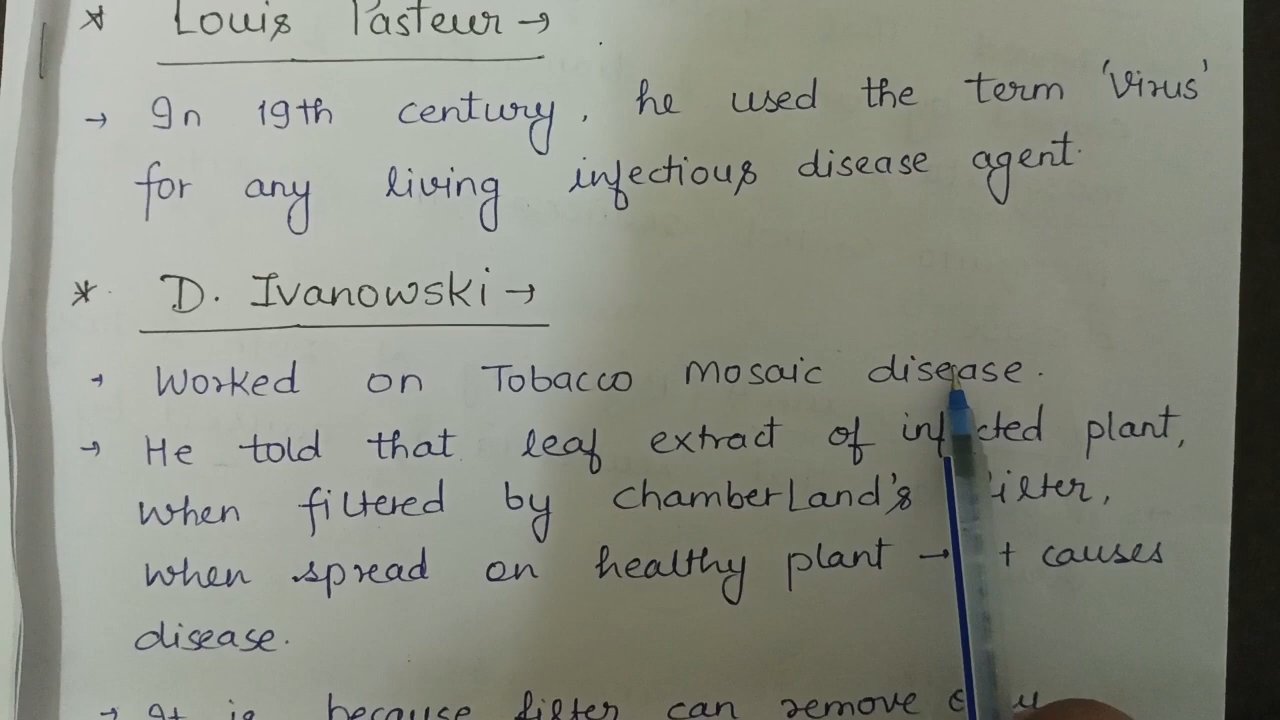 * Louis Pasteur →
→ In 19th century, he used the term 'Virus'
for any living infectious disease agent.
* D. Ivanowski →
→ Worked on Tobacco mosaic disease.
→ He told that leaf extract of infected plant,
when filtered by chamberLand's filter,
when spread on healthy plant → it causes
disease.
→ It is because filter can remove